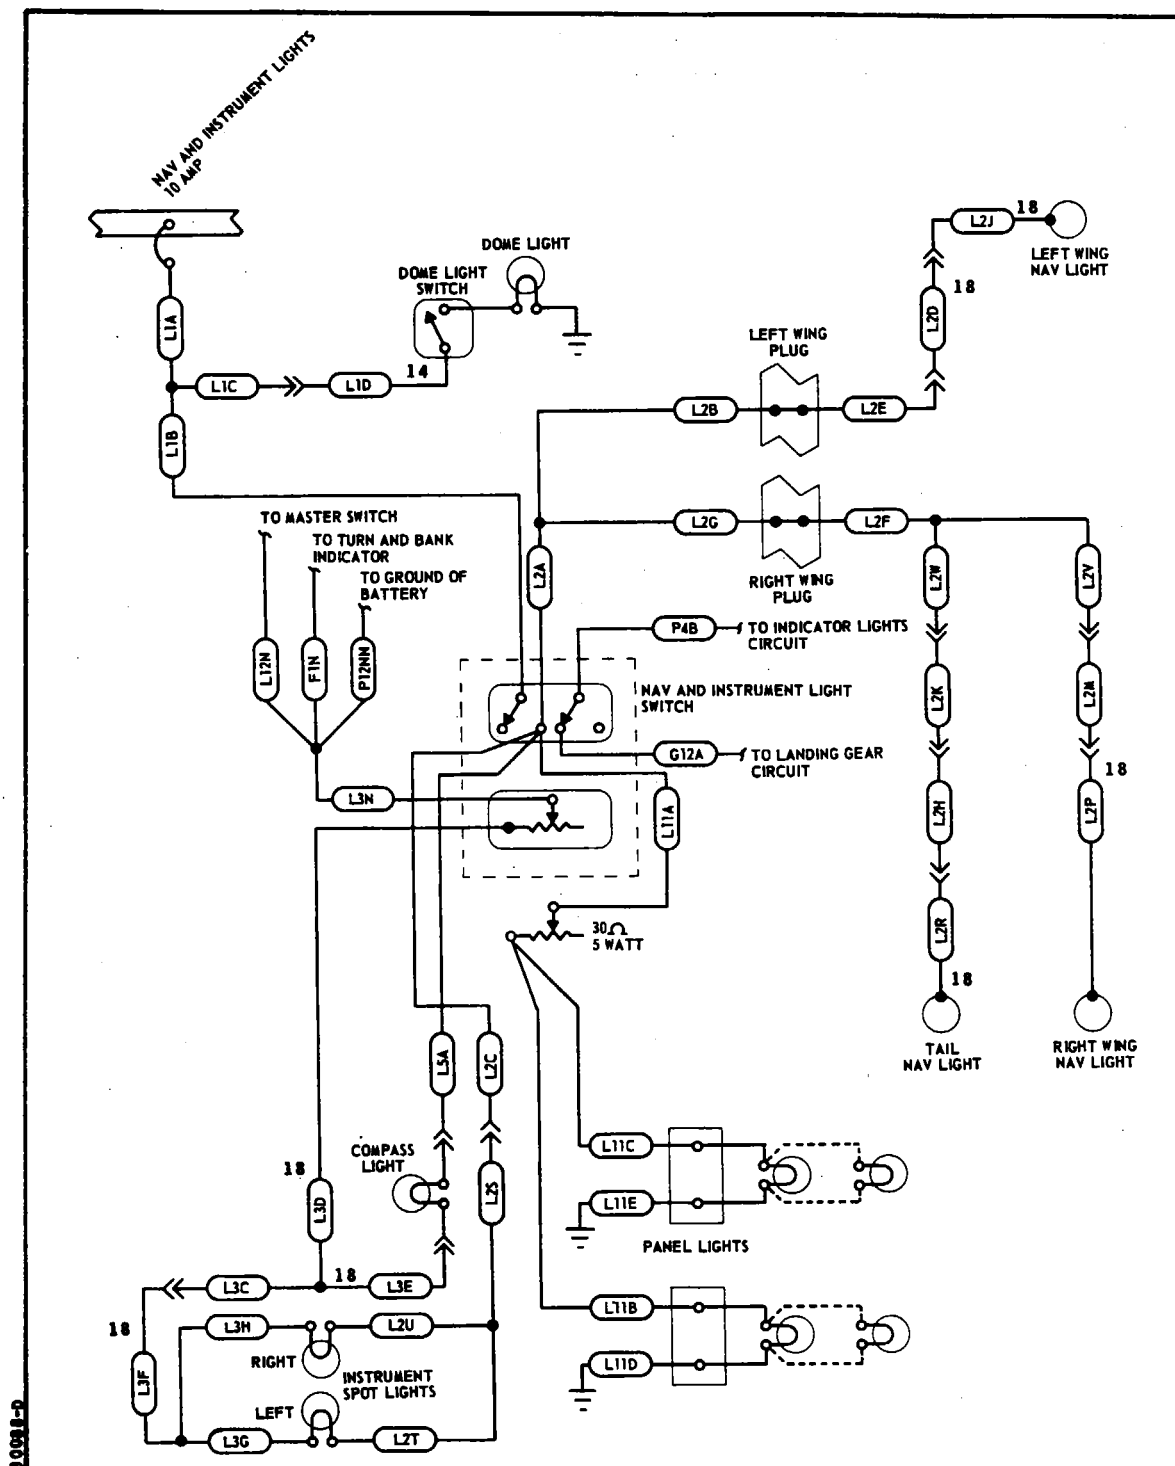 NAV AND INSTRUMENT LIGHTS
10 AMP
L1A
L1C
L1D
14
L1B
DOME LIGHT
SWITCH
DOME LIGHT
L2J
18
LEFT WING
NAV LIGHT
18
L2D
LEFT WING
PLUG
L2B
L2E
L2G
L2F
RIGHT WING
PLUG
L2A
L2W
L2V
TO MASTER SWITCH
TO TURN AND BANK
INDICATOR
TO GROUND OF
BATTERY
L12N
F1N
P12NN
P4B
TO INDICATOR LIGHTS
CIRCUIT
NAV AND INSTRUMENT LIGHT
SWITCH
G12A
TO LANDING GEAR
CIRCUIT
L2K
L2M
18
L3N
L11A
L2H
L2P
30Ω
5 WATT
L2R
18
TAIL
NAV LIGHT
RIGHT WING
NAV LIGHT
L5A
L2C
COMPASS
LIGHT
18
L3D
L2S
L11C
L11E
PANEL LIGHTS
L3C
18
L3E
L11B
18
L3H
L2U
RIGHT
L3F
INSTRUMENT
SPOT LIGHTS
L11D
LEFT
L3G
L2T